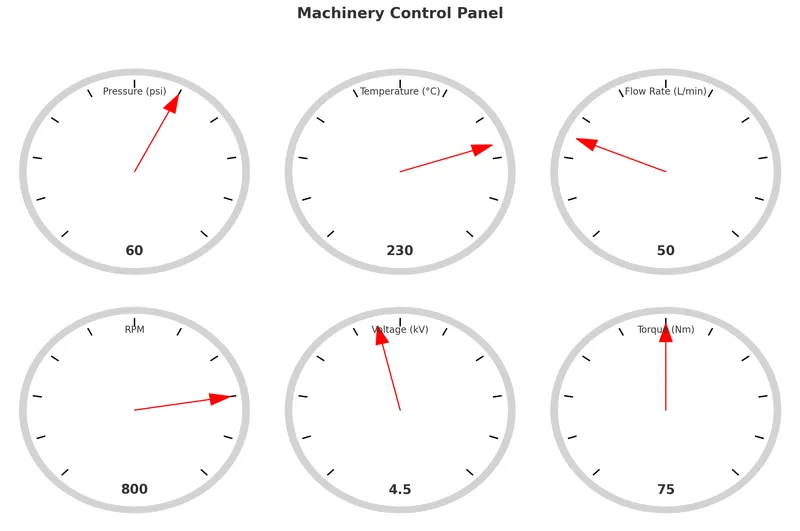 Machinery Control Panel
Pressure (psi)
Temperature (°C)
Flow Rate (L/min)
60
230
50
RPM
Voltage (kV)
Torque (Nm)
800
4.5
75